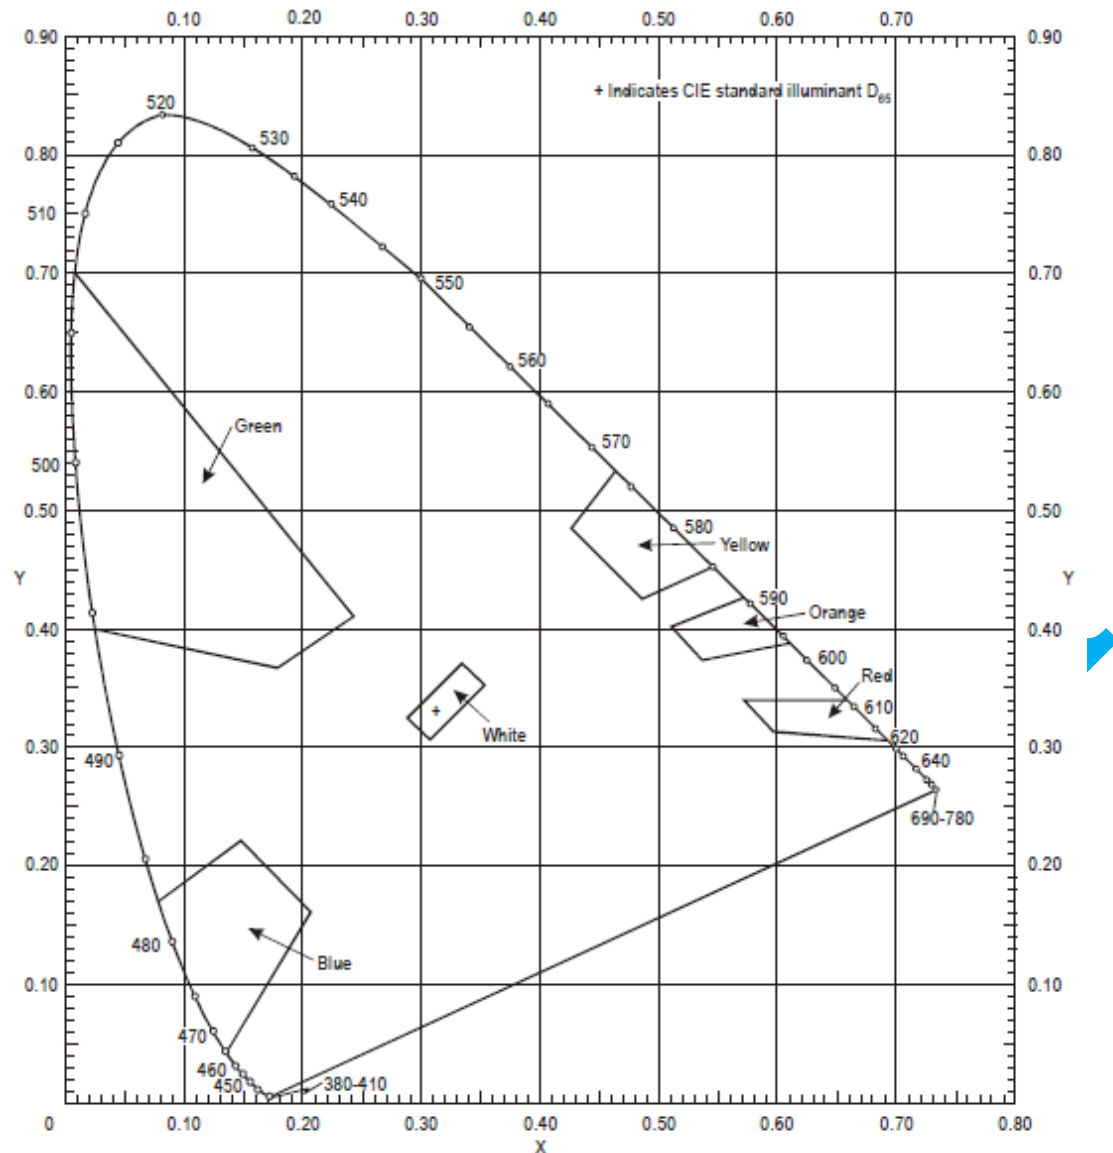 0.10 0.20 0.30 0.40 0.50 0.60 0.70
0.90 0.90
+ Indicates CIE standard illuminant D₆₅
520
530
0.80 0.80
540
510
0.70 550 0.70
560
0.60 0.60
Green
570
500
0.50 580 0.50
Yellow
Y Y
590
Orange
0.40 0.40
600
Red
610
White 620
0.30 0.30
490 640
690-780
0.20 0.20
480
Blue
0.10 0.10
470
460
450 380-410
0 0.10 0.20 0.30 0.40 0.50 0.60 0.70 0.80
X